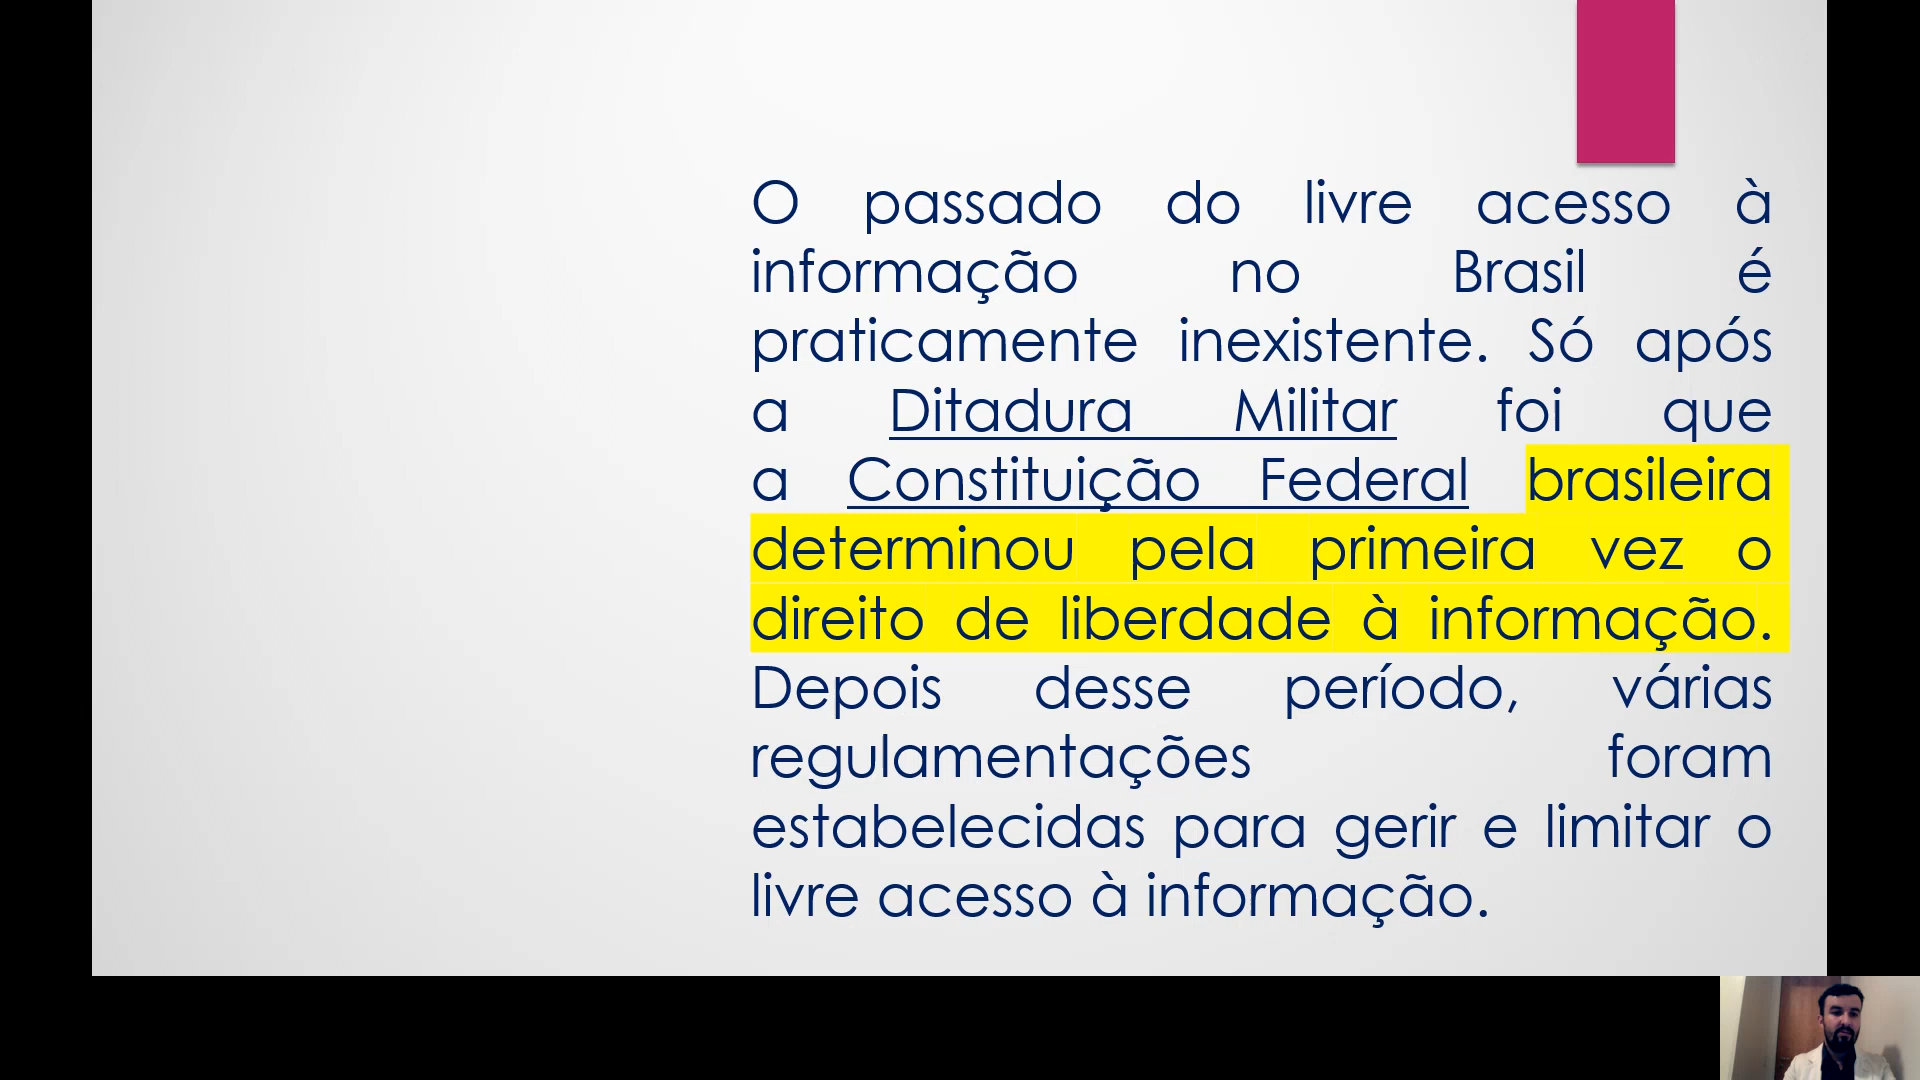 O passado do livre acesso à
informação no Brasil é
praticamente inexistente. Só após
a Ditadura Militar foi que
a Constituição Federal brasileira
determinou pela primeira vez o
direito de liberdade à informação.
Depois desse período, várias
regulamentações foram
estabelecidas para gerir e limitar o
livre acesso à informação.